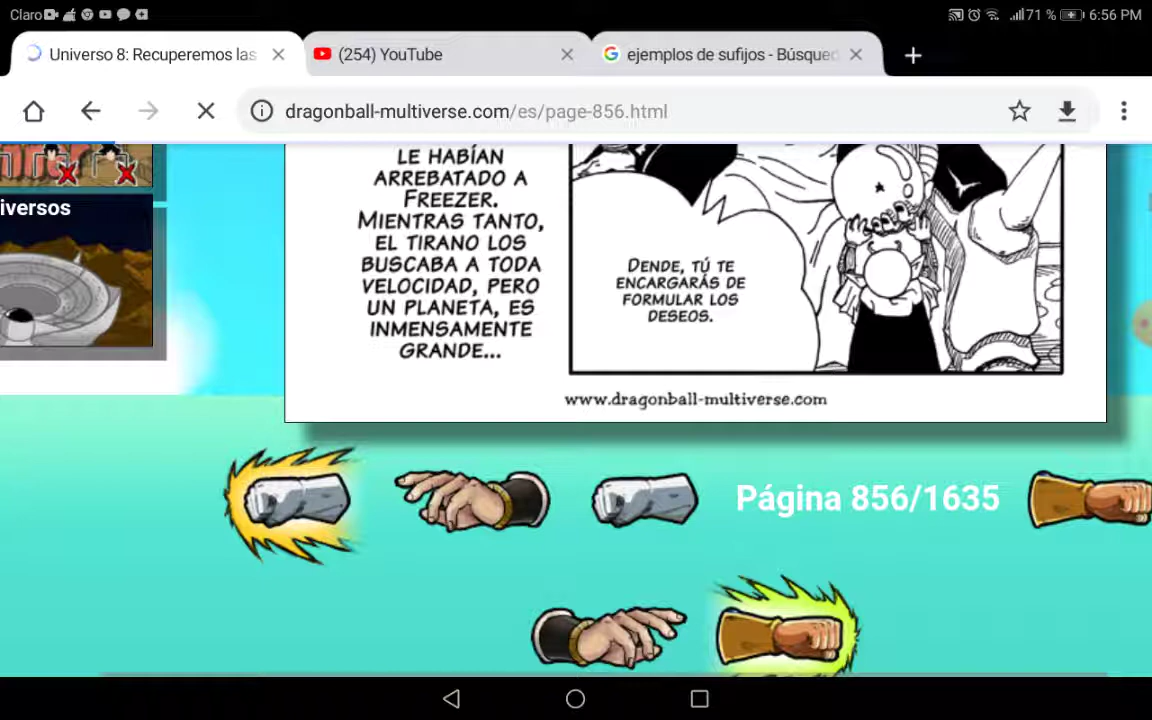 Claro 71 % 6:56 PM
Universo 8: Recuperemos las
(254) YouTube
ejemplos de sufijos - Búsqued
dragonball-multiverse.com/es/page-856.html
iversos
LE HABÍAN
ARREBATADO A
FREEZER.
MIENTRAS TANTO,
EL TIRANO LOS
BUSCABA A TODA
VELOCIDAD, PERO
UN PLANETA, ES
INMENSAMENTE
GRANDE...
DENDE, TÚ TE
ENCARGARÁS DE
FORMULAR LOS
DESEOS.
www.dragonball-multiverse.com
Página 856/1635